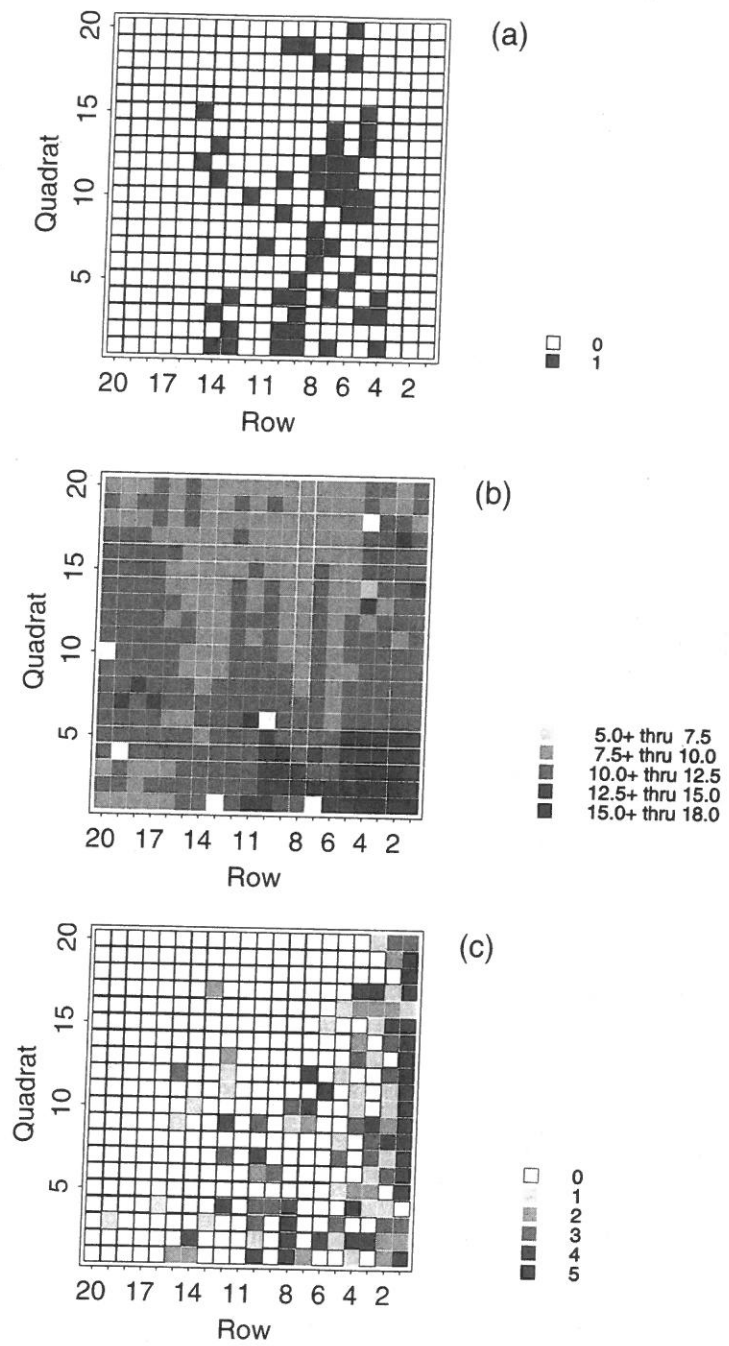 (a)
20
15
10
5
Quadrat
20 17 14 11 8 6 4 2
Row
0
1
(b)
20
15
10
5
Quadrat
20 17 14 11 8 6 4 2
Row
5.0+ thru 7.5
7.5+ thru 10.0
10.0+ thru 12.5
12.5+ thru 15.0
15.0+ thru 18.0
(c)
20
15
10
5
Quadrat
20 17 14 11 8 6 4 2
Row
0
1
2
3
4
5